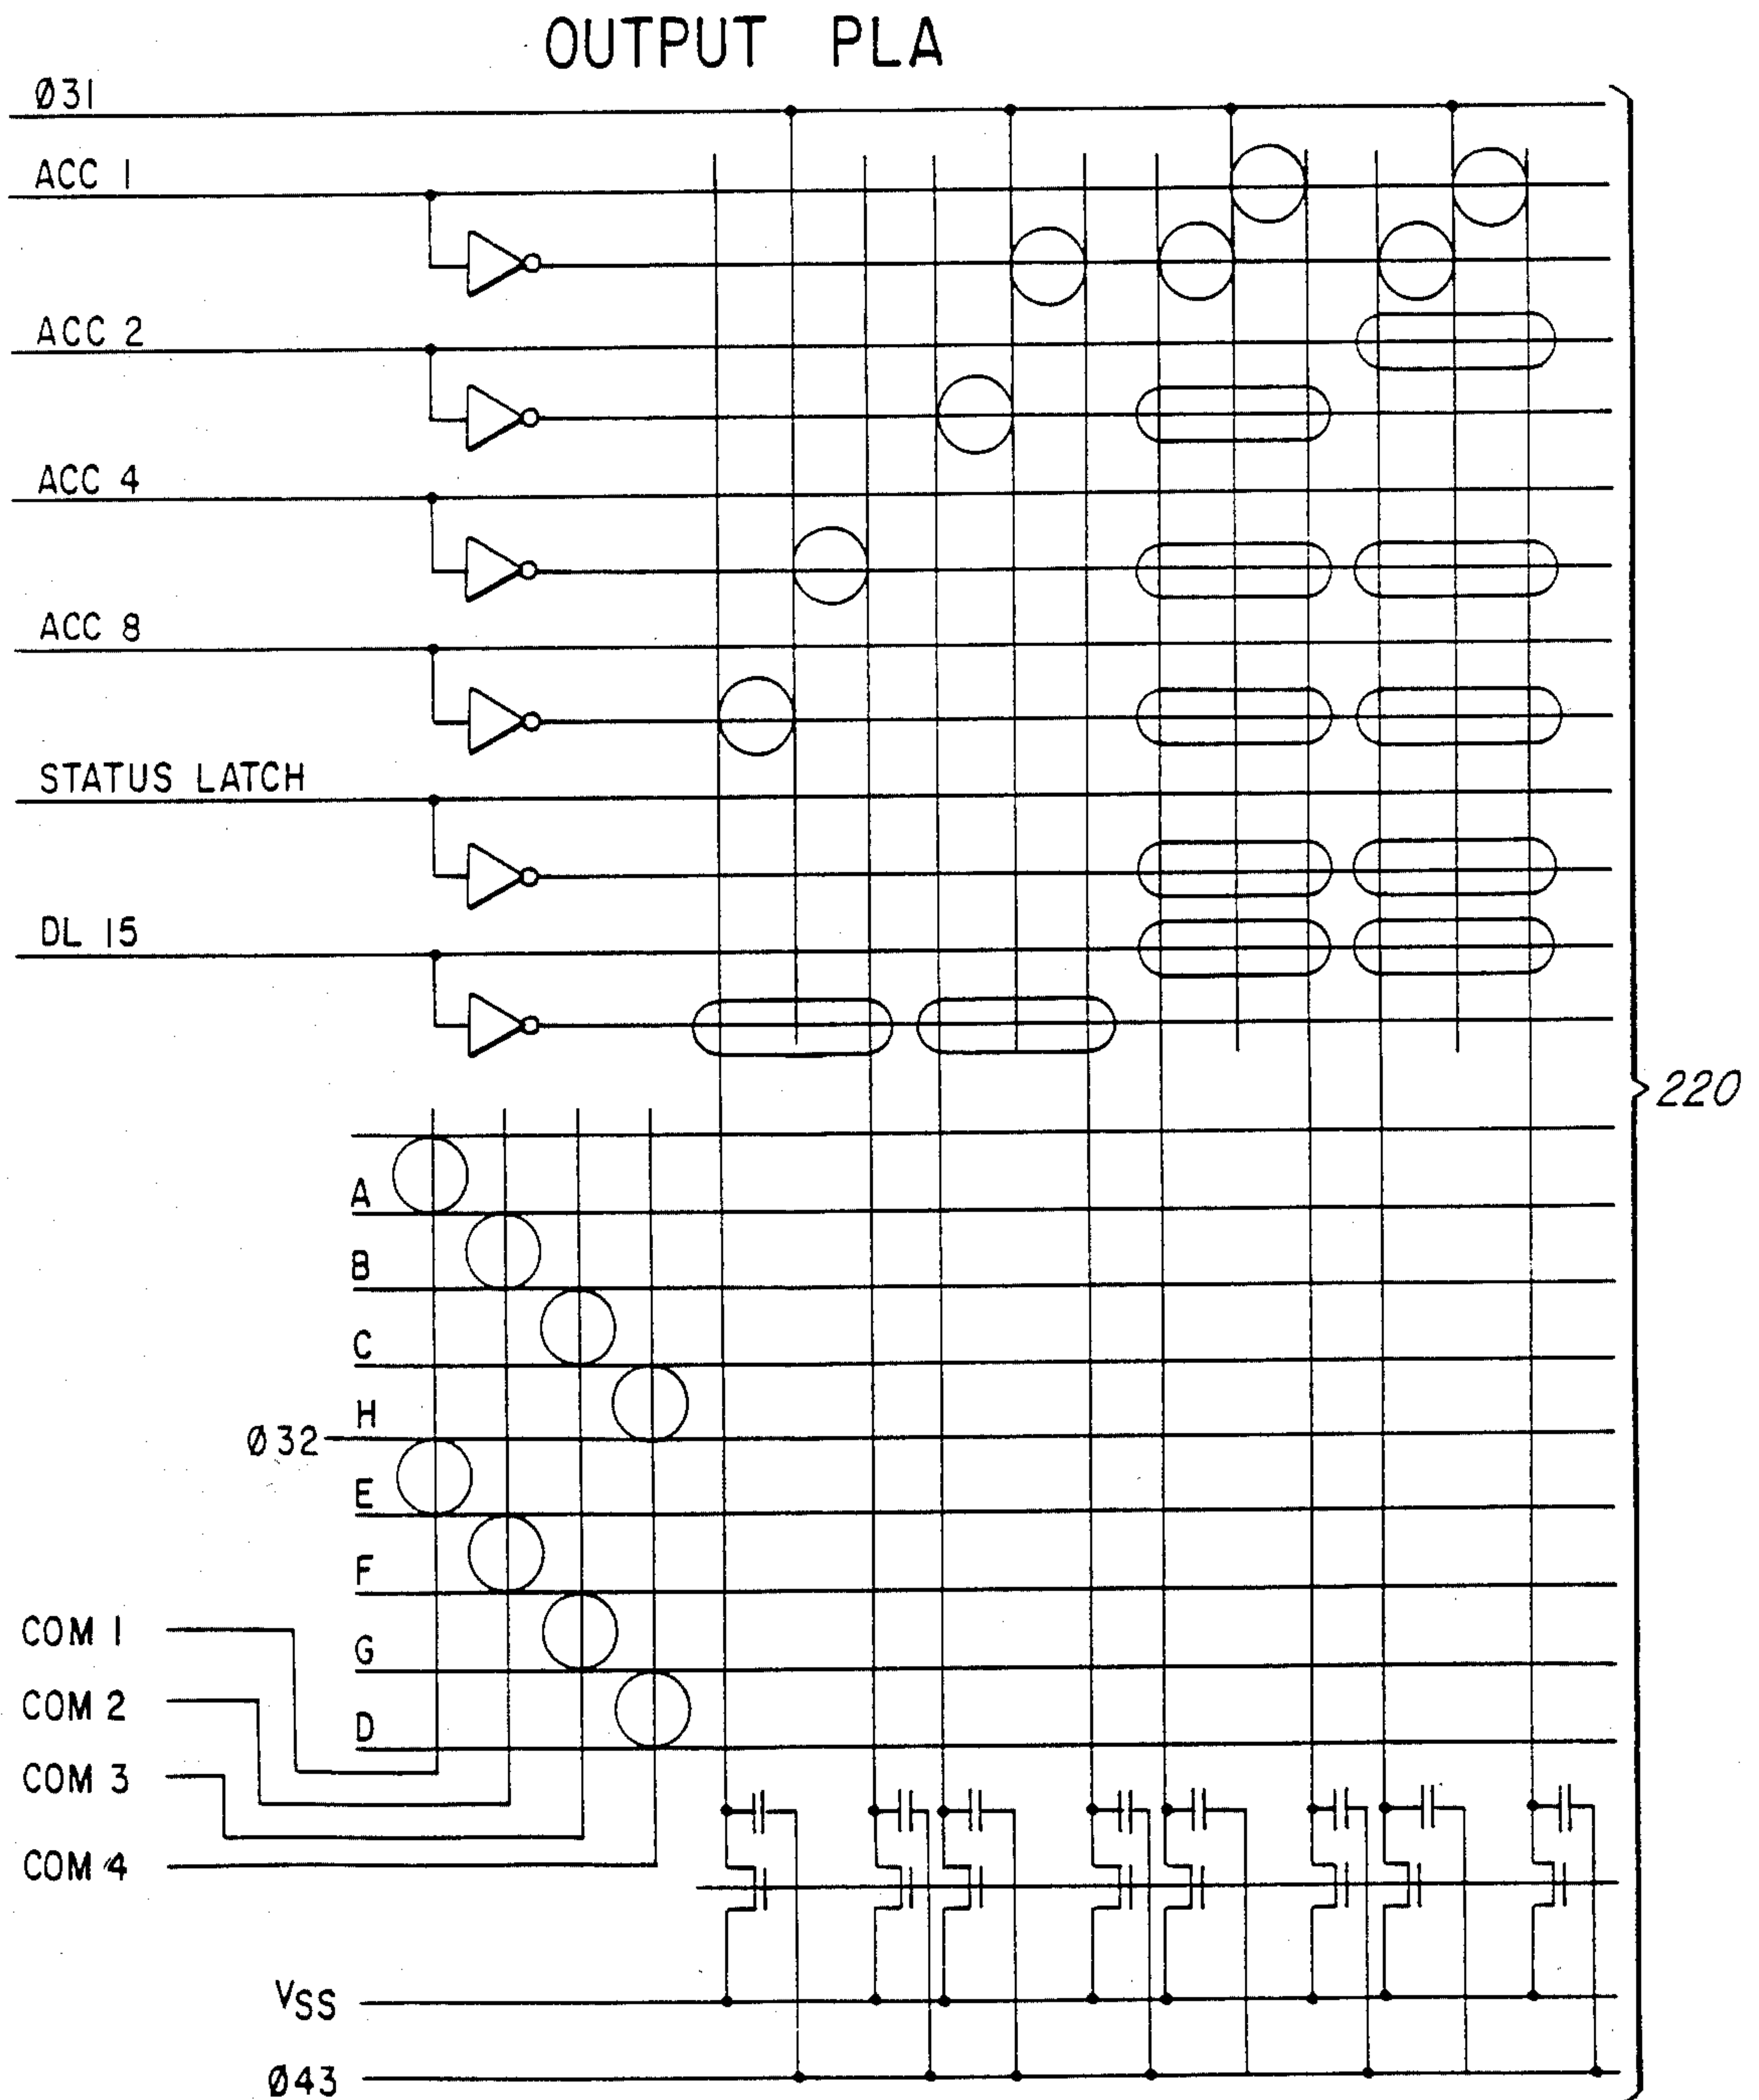 OUTPUT PLA
Ø31
ACC 1
ACC 2
ACC 4
ACC 8
STATUS LATCH
DL 15
220
A
B
C
H
Ø32
E
F
G
D
COM 1
COM 2
COM 3
COM 4
VSS
Ø43